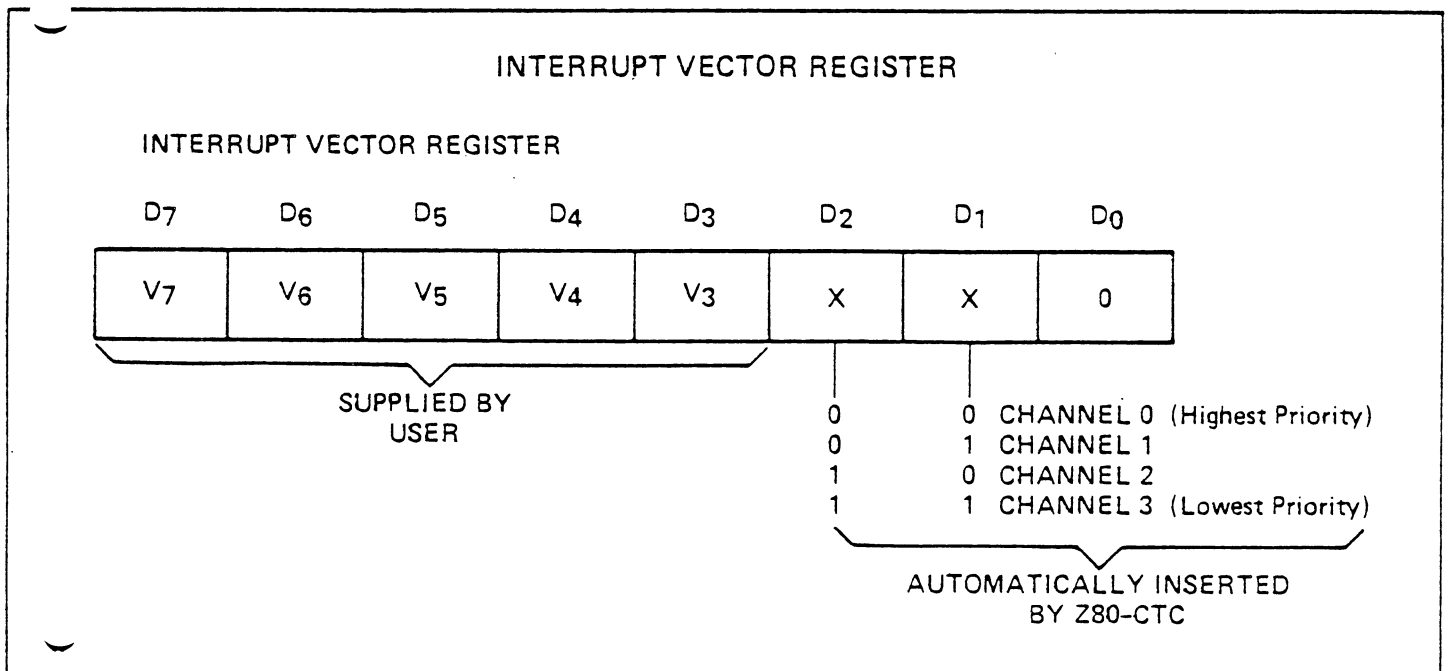 INTERRUPT VECTOR REGISTER
INTERRUPT VECTOR REGISTER
D7 D6 D5 D4 D3 D2 D1 D0
V7 V6 V5 V4 V3 X X 0
SUPPLIED BY
USER
0 0 CHANNEL 0 (Highest Priority)
0 1 CHANNEL 1
1 0 CHANNEL 2
1 1 CHANNEL 3 (Lowest Priority)
AUTOMATICALLY INSERTED
BY Z80-CTC